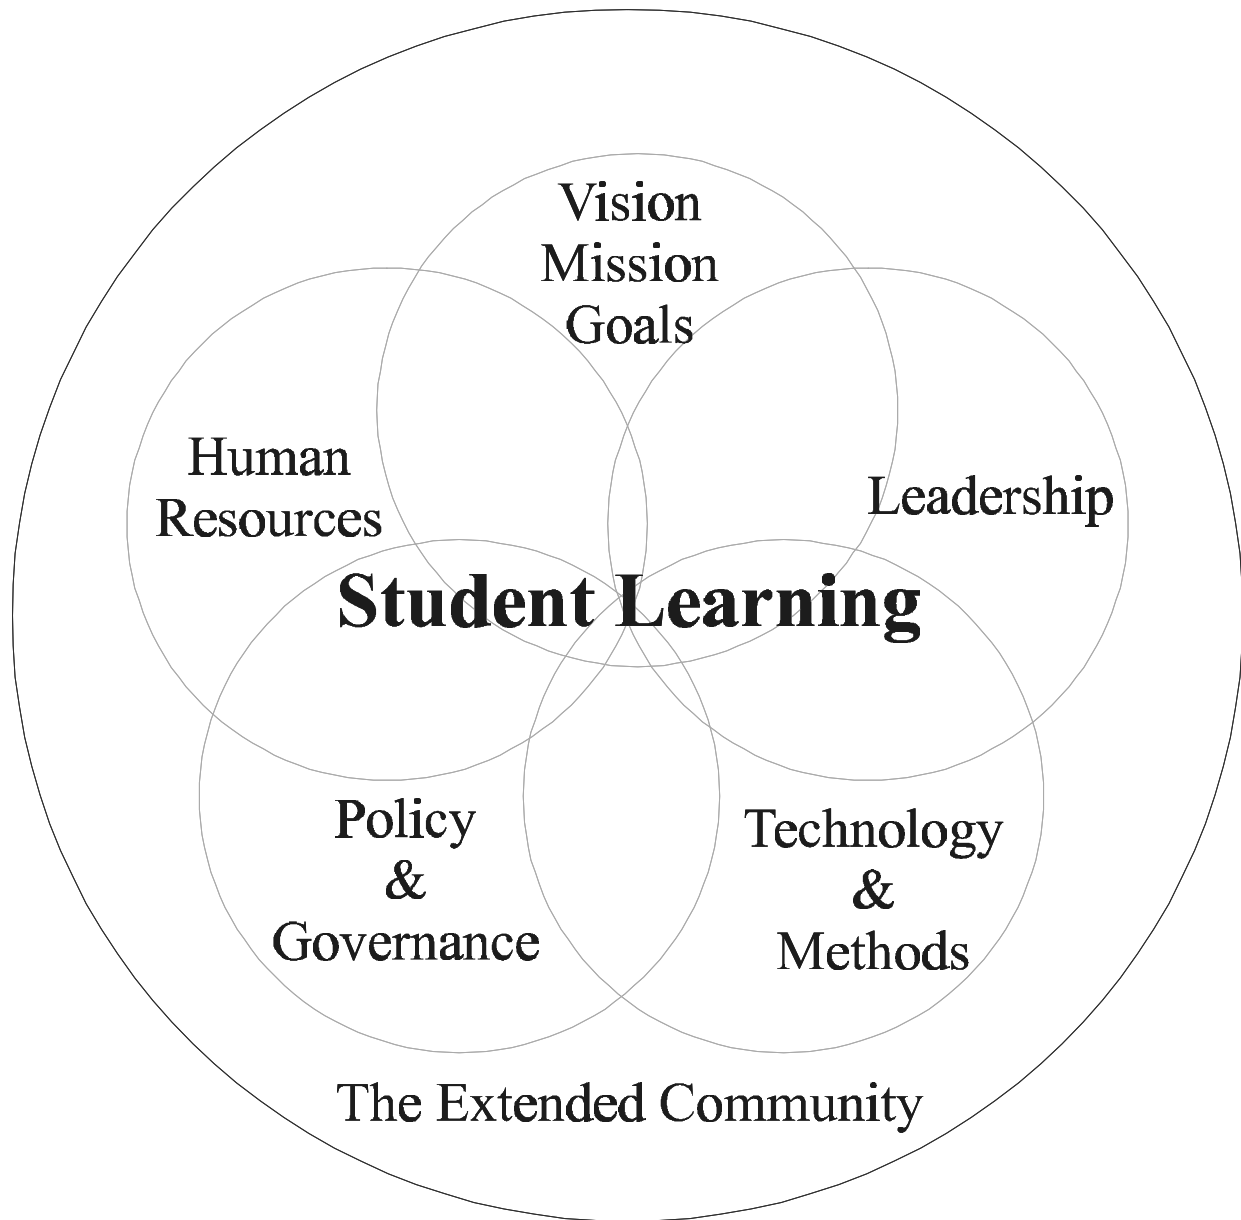 Vision
Mission
Goals
Human
Resources
Leadership
Student Learning
Policy
&
Governance
Technology
&
Methods
The Extended Community